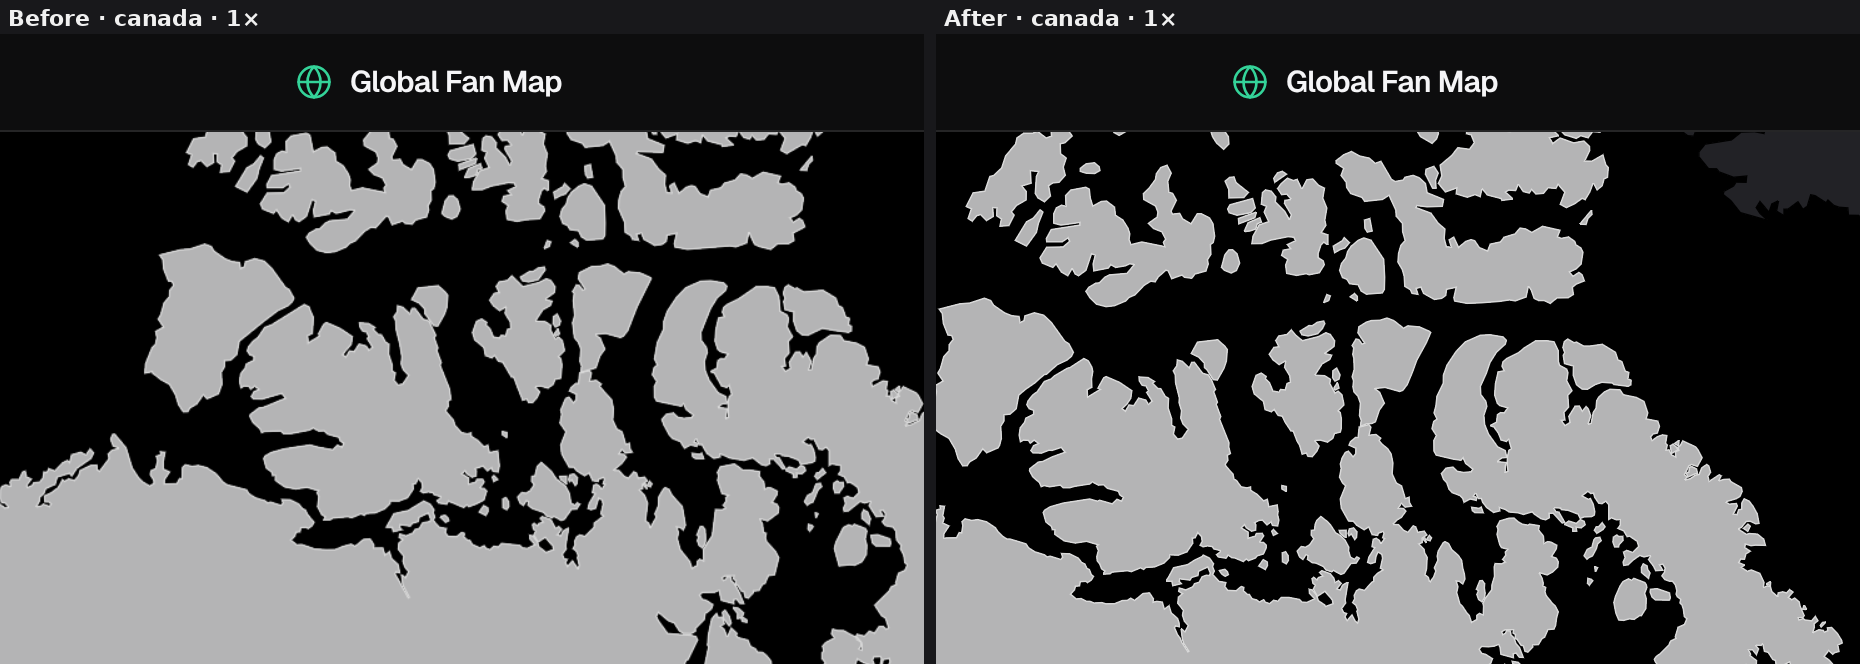 Before · canada · 1×
Global Fan Map
After · canada · 1×
Global Fan Map